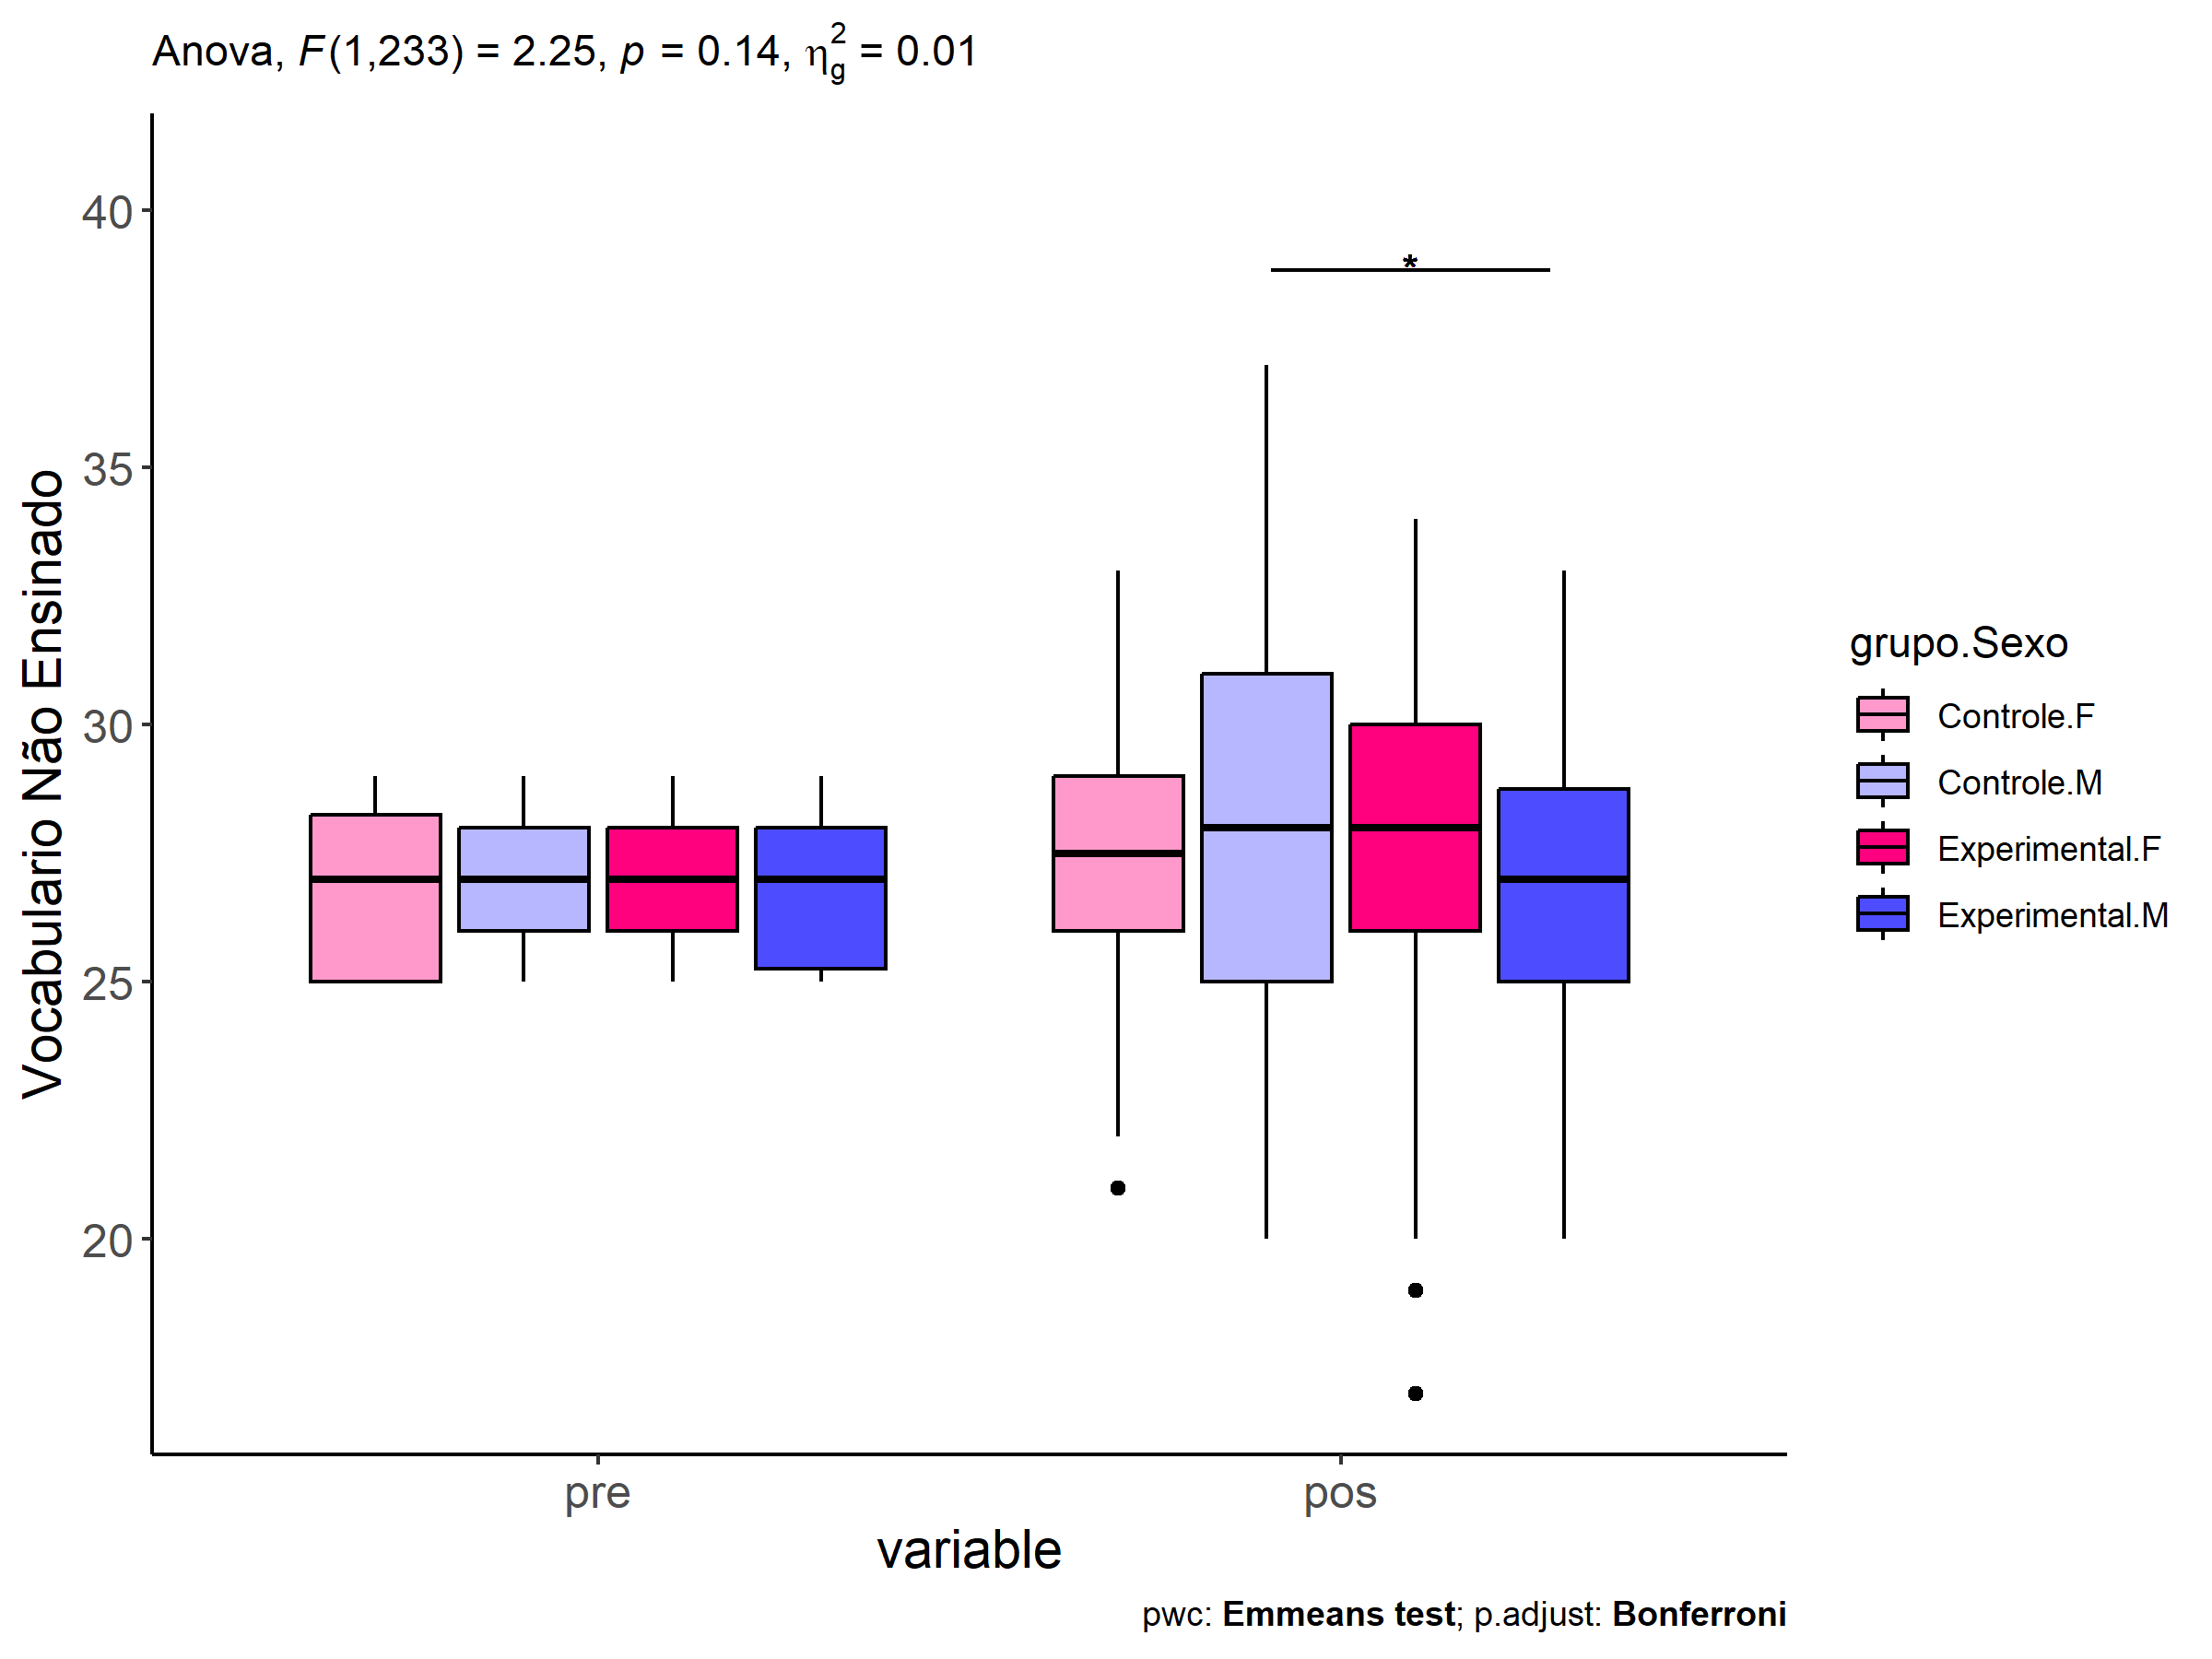 Anova, F(1,233) = 2.25, p = 0.14, η²g = 0.01
Vocabulario Não Ensinado
40
35
30
25
20
*
pre
pos
variable
grupo.Sexo
Controle.F
Controle.M
Experimental.F
Experimental.M
pwc: Emmeans test; p.adjust: Bonferroni